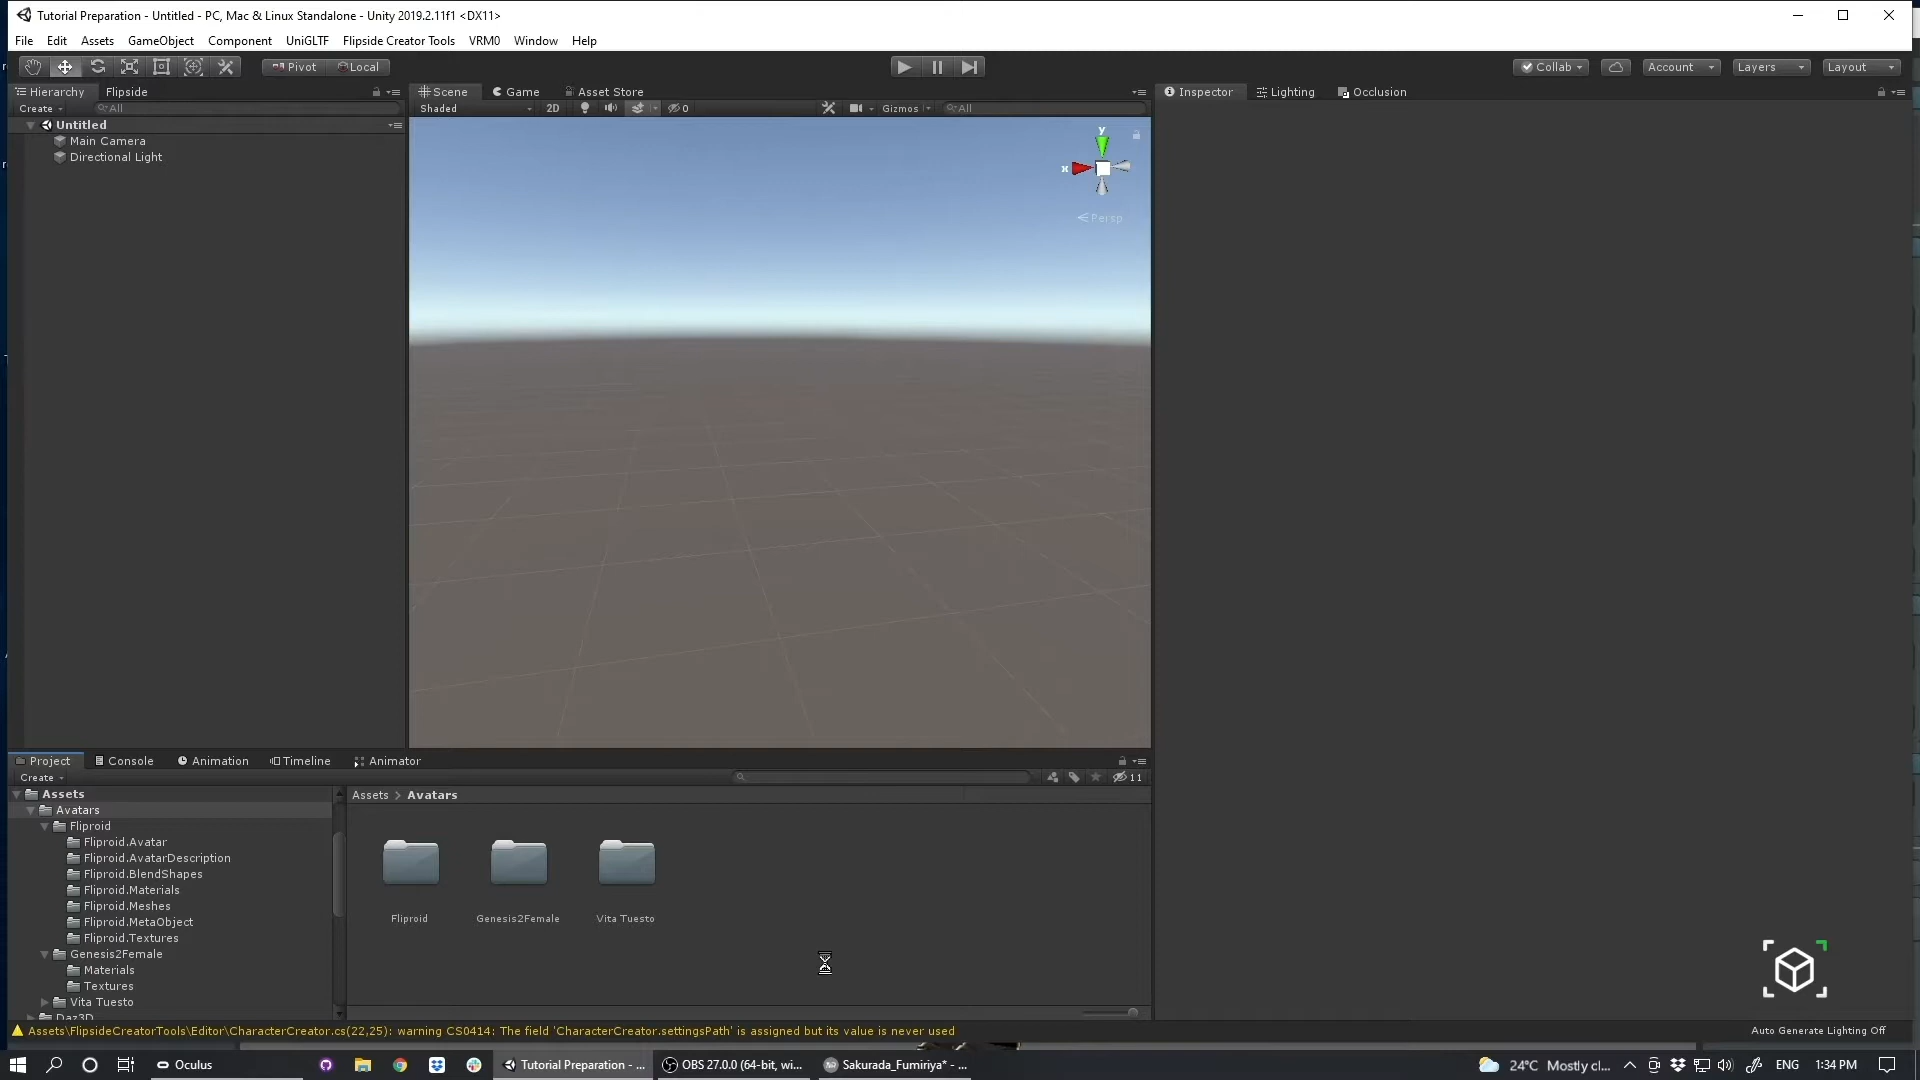 Tutorial Preparation - Untitled - PC, Mac & Linux Standalone - Unity 2019.2.11f1 <DX11>
File Edit Assets GameObject Component UniGLTF Flipside Creator Tools VRM0 Window Help
Pivot Local Collab Account Layers Layout
Hierarchy Flipside Scene Game Asset Store Inspector Lighting Occlusion
Create All Shaded 2D 0 Gizmos All
Untitled
Main Camera
Directional Light
y
x
Persp
Project Console Animation Timeline Animator
Create 11
Assets
Assets > Avatars
Avatars
Fliproid
Fliproid.Avatar
Fliproid.AvatarDescription
Fliproid.BlendShapes
Fliproid.Materials
Fliproid.Meshes
Fliproid.MetaObject
Fliproid.Textures
Genesis2Female
Materials
Textures
Vita Tuesto
Daz3D
Fliproid Genesis2Female Vita Tuesto
Assets\FlipsideCreatorTools\Editor\CharacterCreator.cs(22,25): warning CS0414: The field 'CharacterCreator.settingsPath' is assigned but its value is never used
Auto Generate Lighting Off
Oculus Tutorial Preparation - ... OBS 27.0.0 (64-bit, wi... Sakurada_Fumiriya* - ... 24°C Mostly cl... ENG 1:34 PM